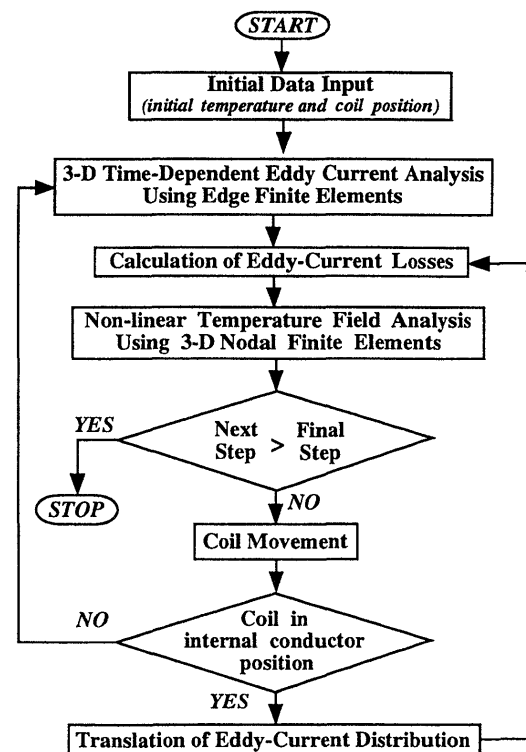 START
Initial Data Input
(initial temperature and coil position)
3-D Time-Dependent Eddy Current Analysis
Using Edge Finite Elements
Calculation of Eddy-Current Losses
Non-linear Temperature Field Analysis
Using 3-D Nodal Finite Elements
YES
Next > Final
Step Step
STOP
NO
Coil Movement
NO
Coil in
internal conductor
position
YES
Translation of Eddy-Current Distribution